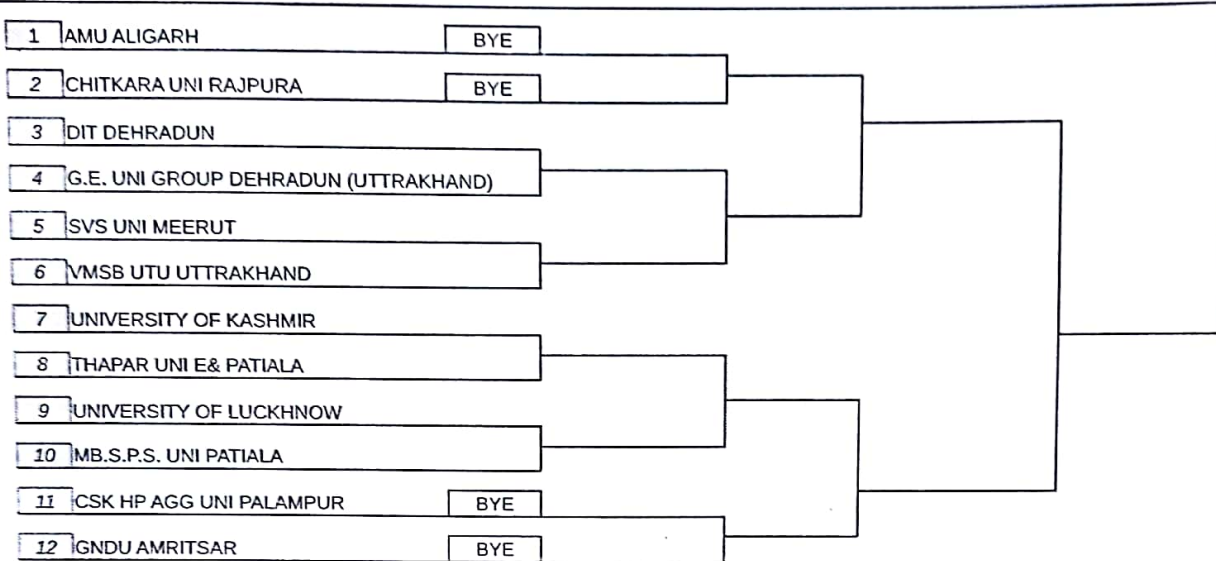 1 AMU ALIGARH BYE
2 CHITKARA UNI RAJPURA BYE
3 DIT DEHRADUN
4 G.E. UNI GROUP DEHRADUN (UTTRAKHAND)
5 SVS UNI MEERUT
6 VMSB UTU UTTRAKHAND
7 UNIVERSITY OF KASHMIR
8 THAPAR UNI E& PATIALA
9 UNIVERSITY OF LUCKHNOW
10 MB.S.P.S. UNI PATIALA
11 CSK HP AGG UNI PALAMPUR BYE
12 GNDU AMRITSAR BYE